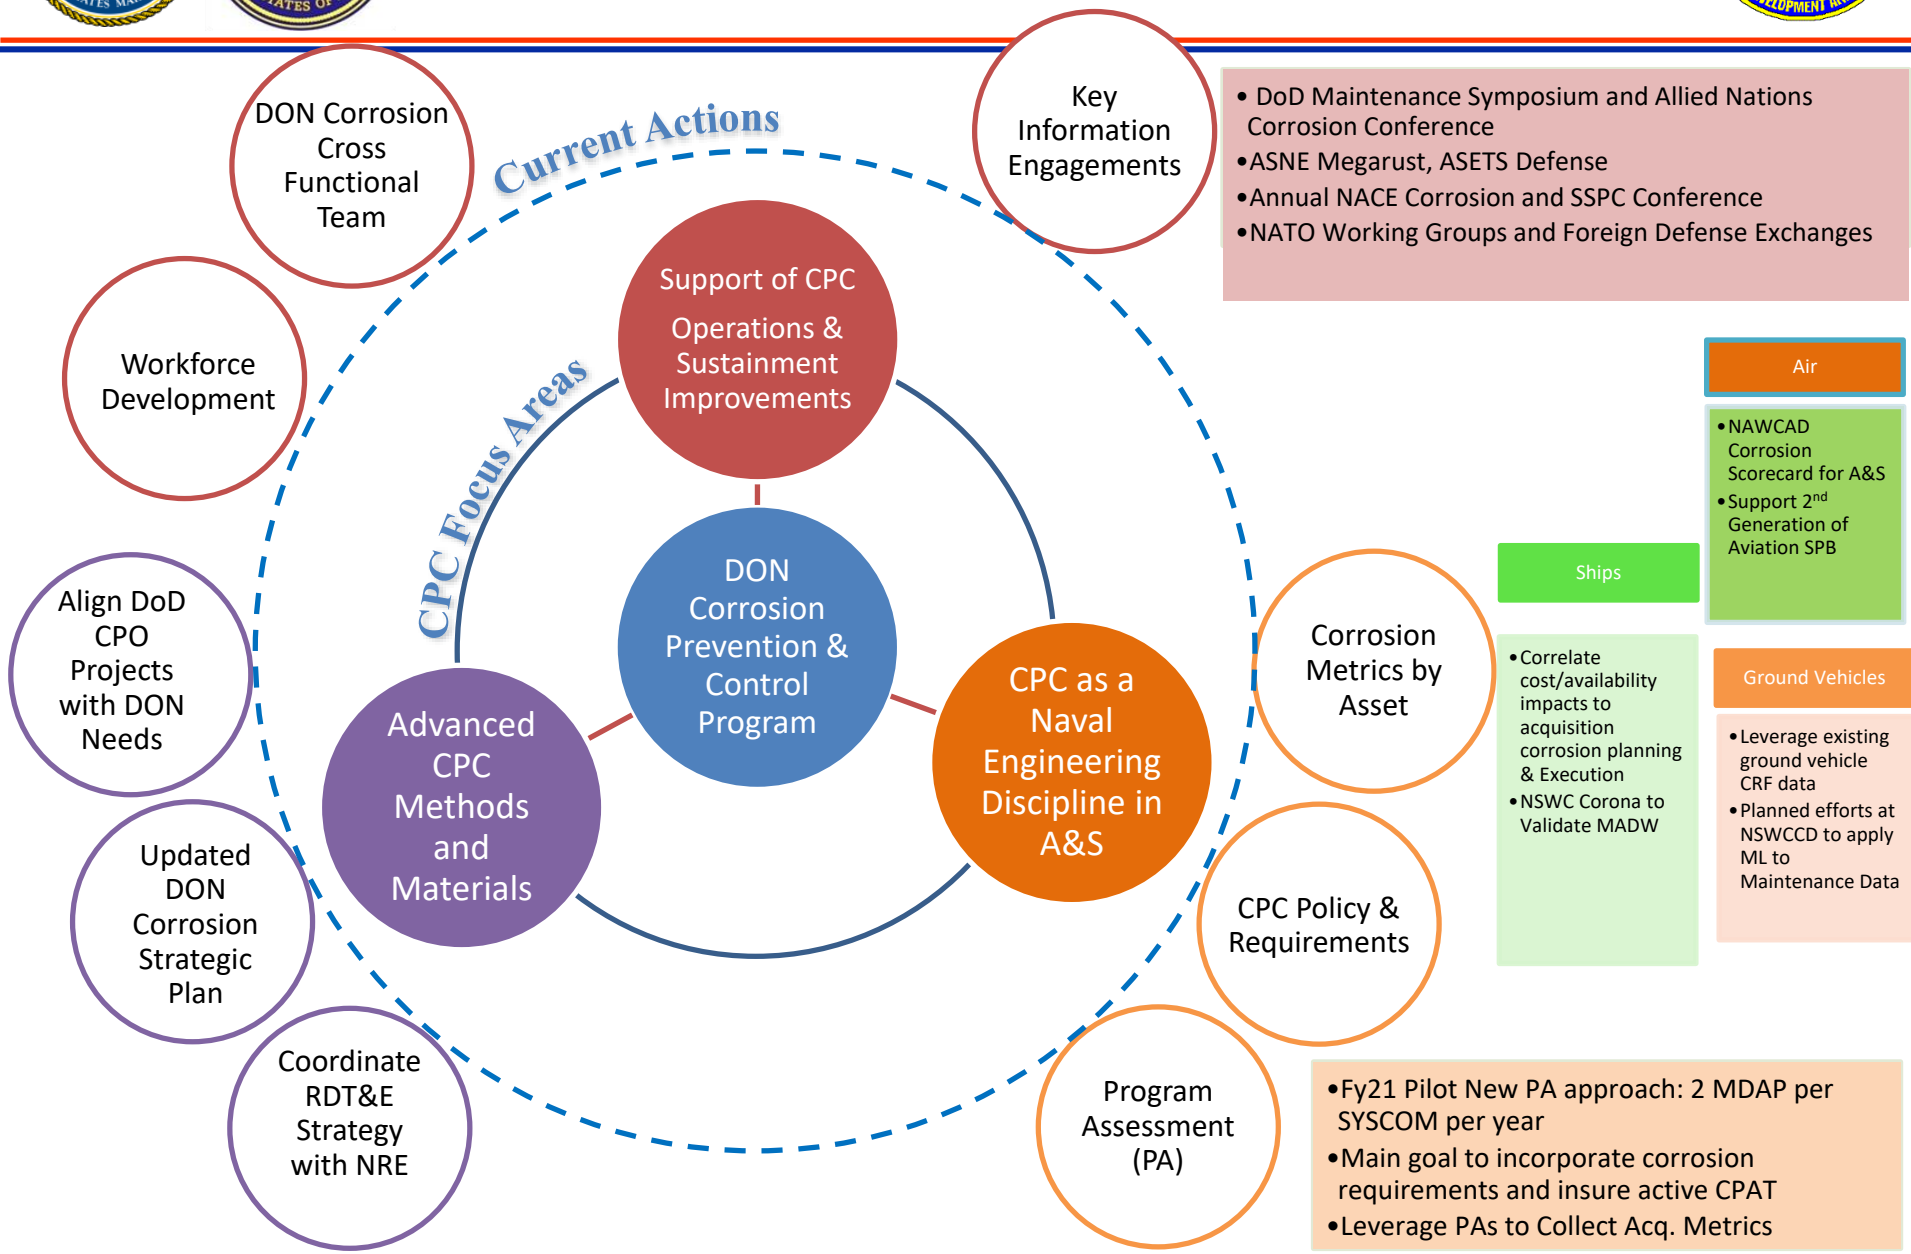 DON Corrosion
Cross
Functional
Team
Current Actions
Key
Information
Engagements
• DoD Maintenance Symposium and Allied Nations
Corrosion Conference
•ASNE Megarust, ASETS Defense
•Annual NACE Corrosion and SSPC Conference
•NATO Working Groups and Foreign Defense Exchanges
Workforce
Development
CPC Focus Areas
Support of CPC
Operations &
Sustainment
Improvements
DON
Corrosion
Prevention &
Control
Program
Advanced
CPC
Methods
and
Materials
CPC as a
Naval
Engineering
Discipline in
A&S
Align DoD
CPO
Projects
with DON
Needs
Updated
DON
Corrosion
Strategic
Plan
Coordinate
RDT&E
Strategy
with NRE
Corrosion
Metrics by
Asset
CPC Policy &
Requirements
Program
Assessment
(PA)
Air
•NAWCAD
Corrosion
Scorecard for A&S
•Support 2nd
Generation of
Aviation SPB
Ships
•Correlate
cost/availability
impacts to
acquisition
corrosion planning
& Execution
•NSWC Corona to
Validate MADW
Ground Vehicles
•Leverage existing
ground vehicle
CRF data
•Planned efforts at
NSWCCD to apply
ML to
Maintenance Data
•Fy21 Pilot New PA approach: 2 MDAP per
SYSCOM per year
•Main goal to incorporate corrosion
requirements and insure active CPAT
•Leverage PAs to Collect Acq. Metrics